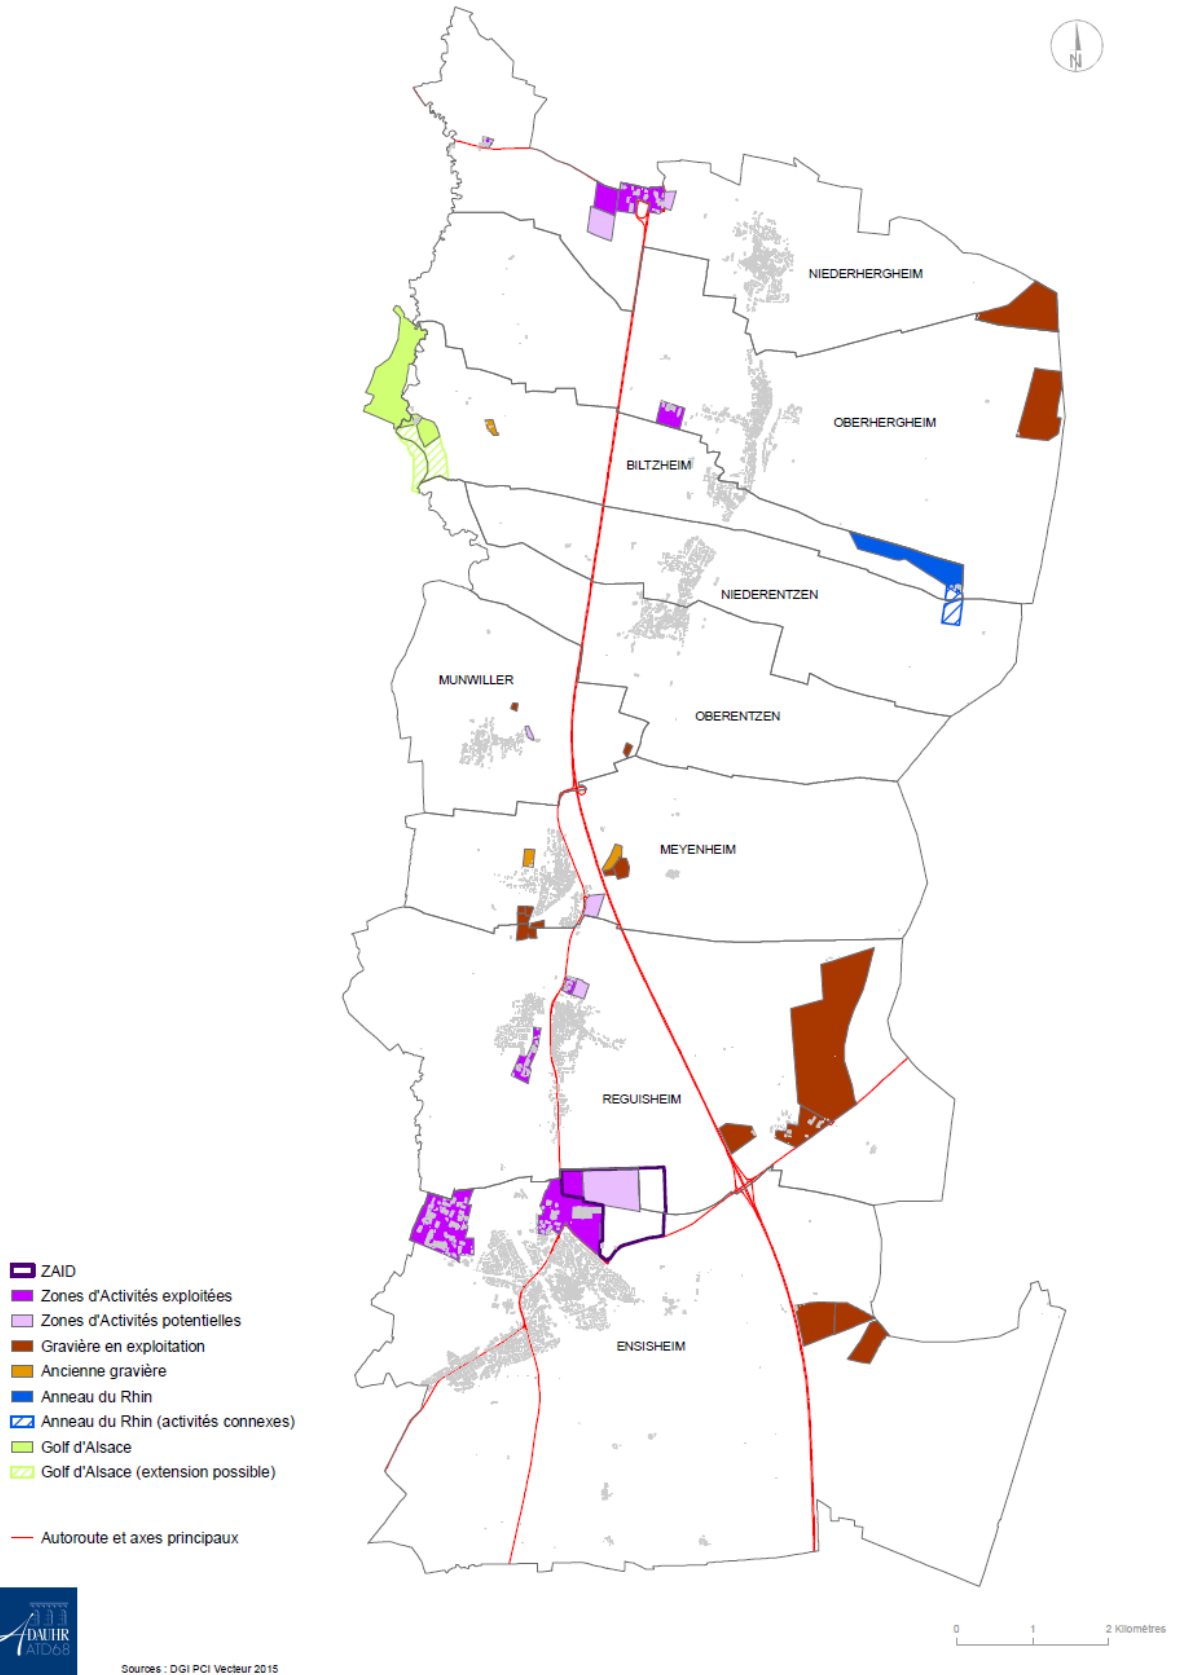 N
NIEDERHERGHEIM
OBERHERGHEIM
BILTZHEIM
NIEDERENTZEN
MUNWILLER
OBERENTZEN
MEYENHEIM
REGUISHEIM
ENSISHEIM
ZAID
Zones d'Activités exploitées
Zones d'Activités potentielles
Gravière en exploitation
Ancienne gravière
Anneau du Rhin
Anneau du Rhin (activités connexes)
Golf d'Alsace
Golf d'Alsace (extension possible)
Autoroute et axes principaux
ADAUHR
ATD68
0 1 2 Kilomètres
Sources : DGI PCI Vecteur 2015